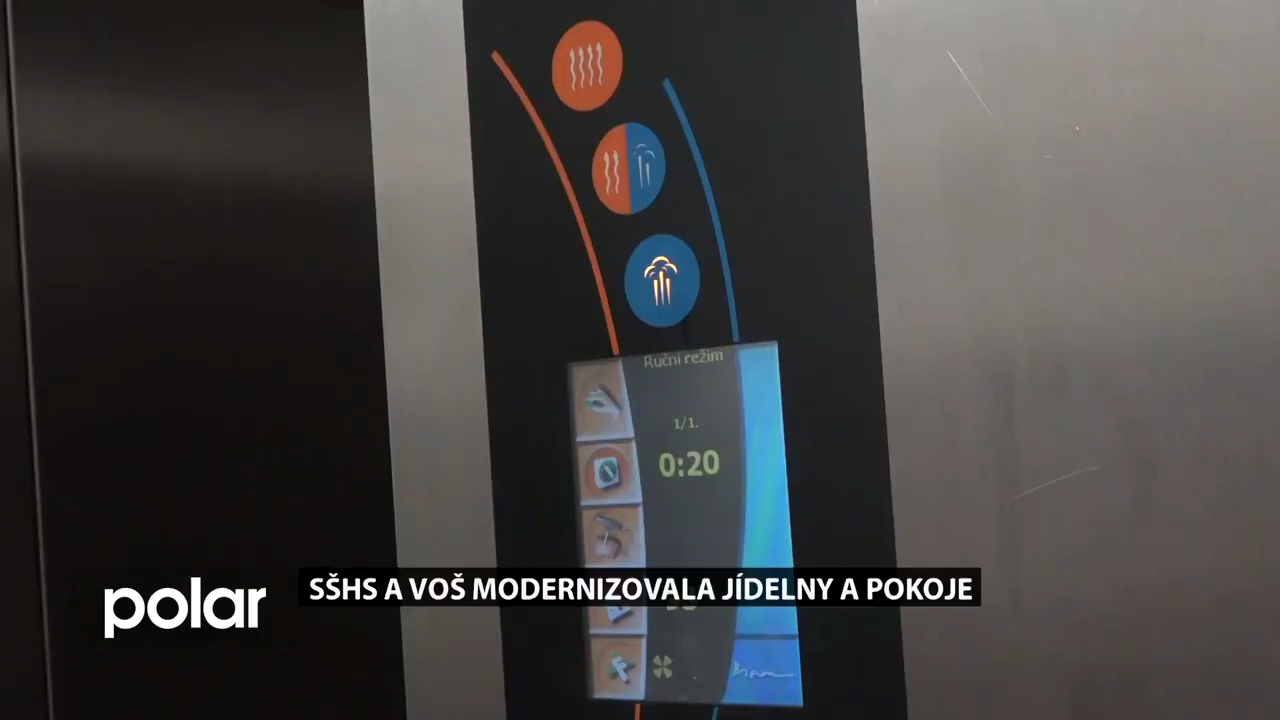 Ruční režim
1/1.
0:20
polar
SŠHS A VOŠ MODERNIZOVALA JÍDELNY A POKOJE